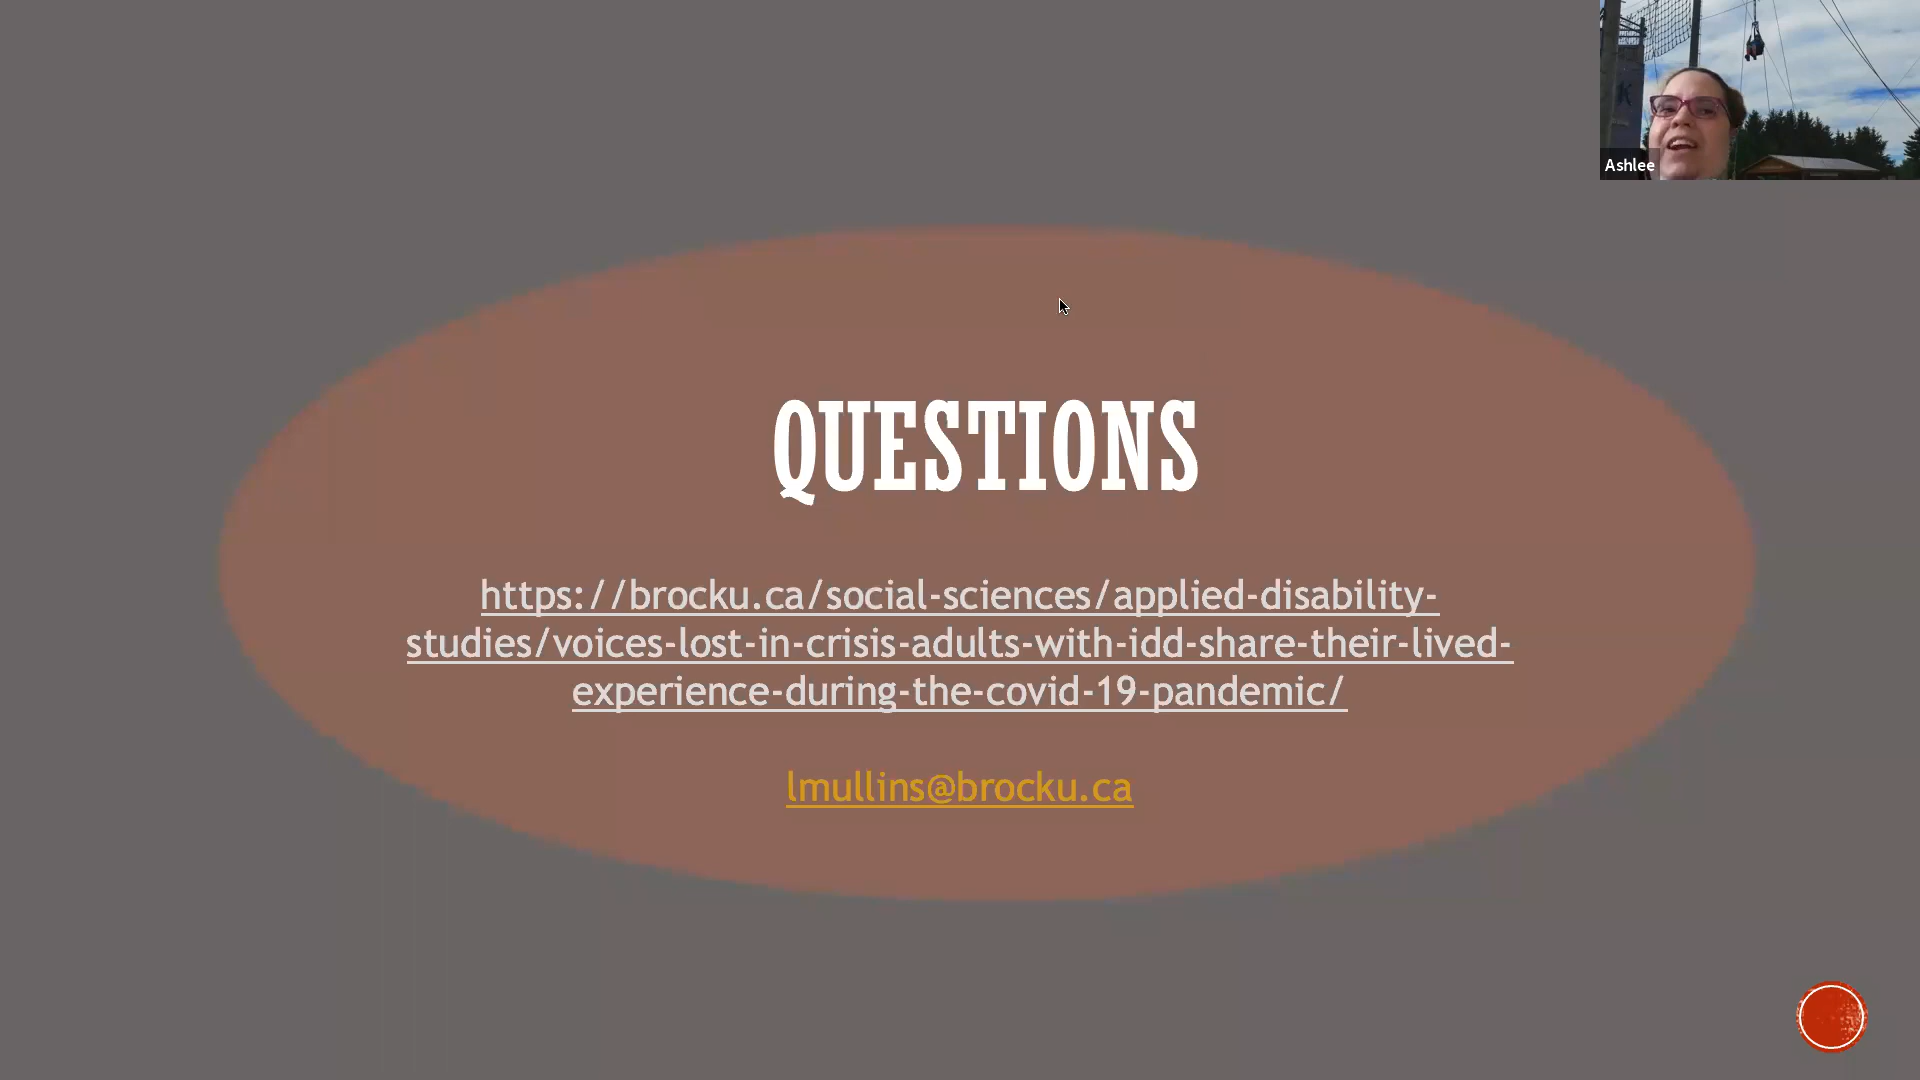 Ashlee
QUESTIONS
https://brocku.ca/social-sciences/applied-disability-
studies/voices-lost-in-crisis-adults-with-idd-share-their-lived-
experience-during-the-covid-19-pandemic/
lmullins@brocku.ca